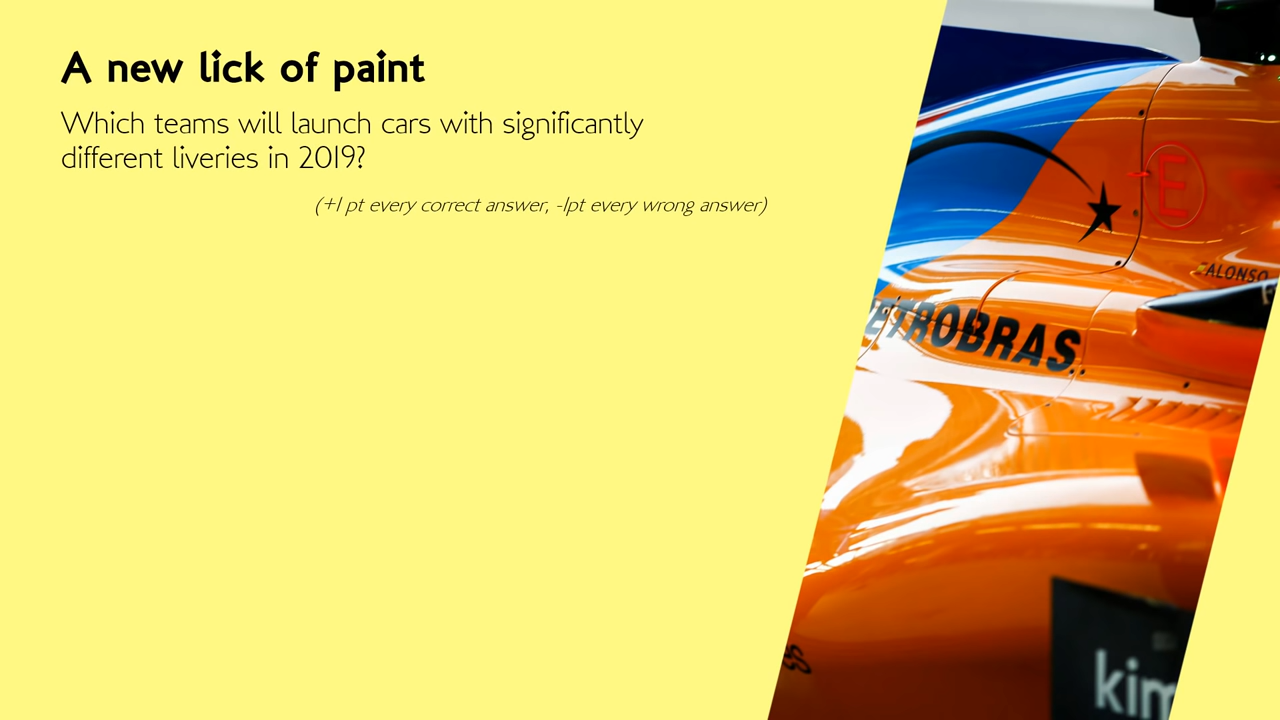 A new lick of paint
Which teams will launch cars with significantly
different liveries in 2019?
(+1 pt every correct answer, -1pt every wrong answer)
E
ALONSO
ETROBRAS
kim